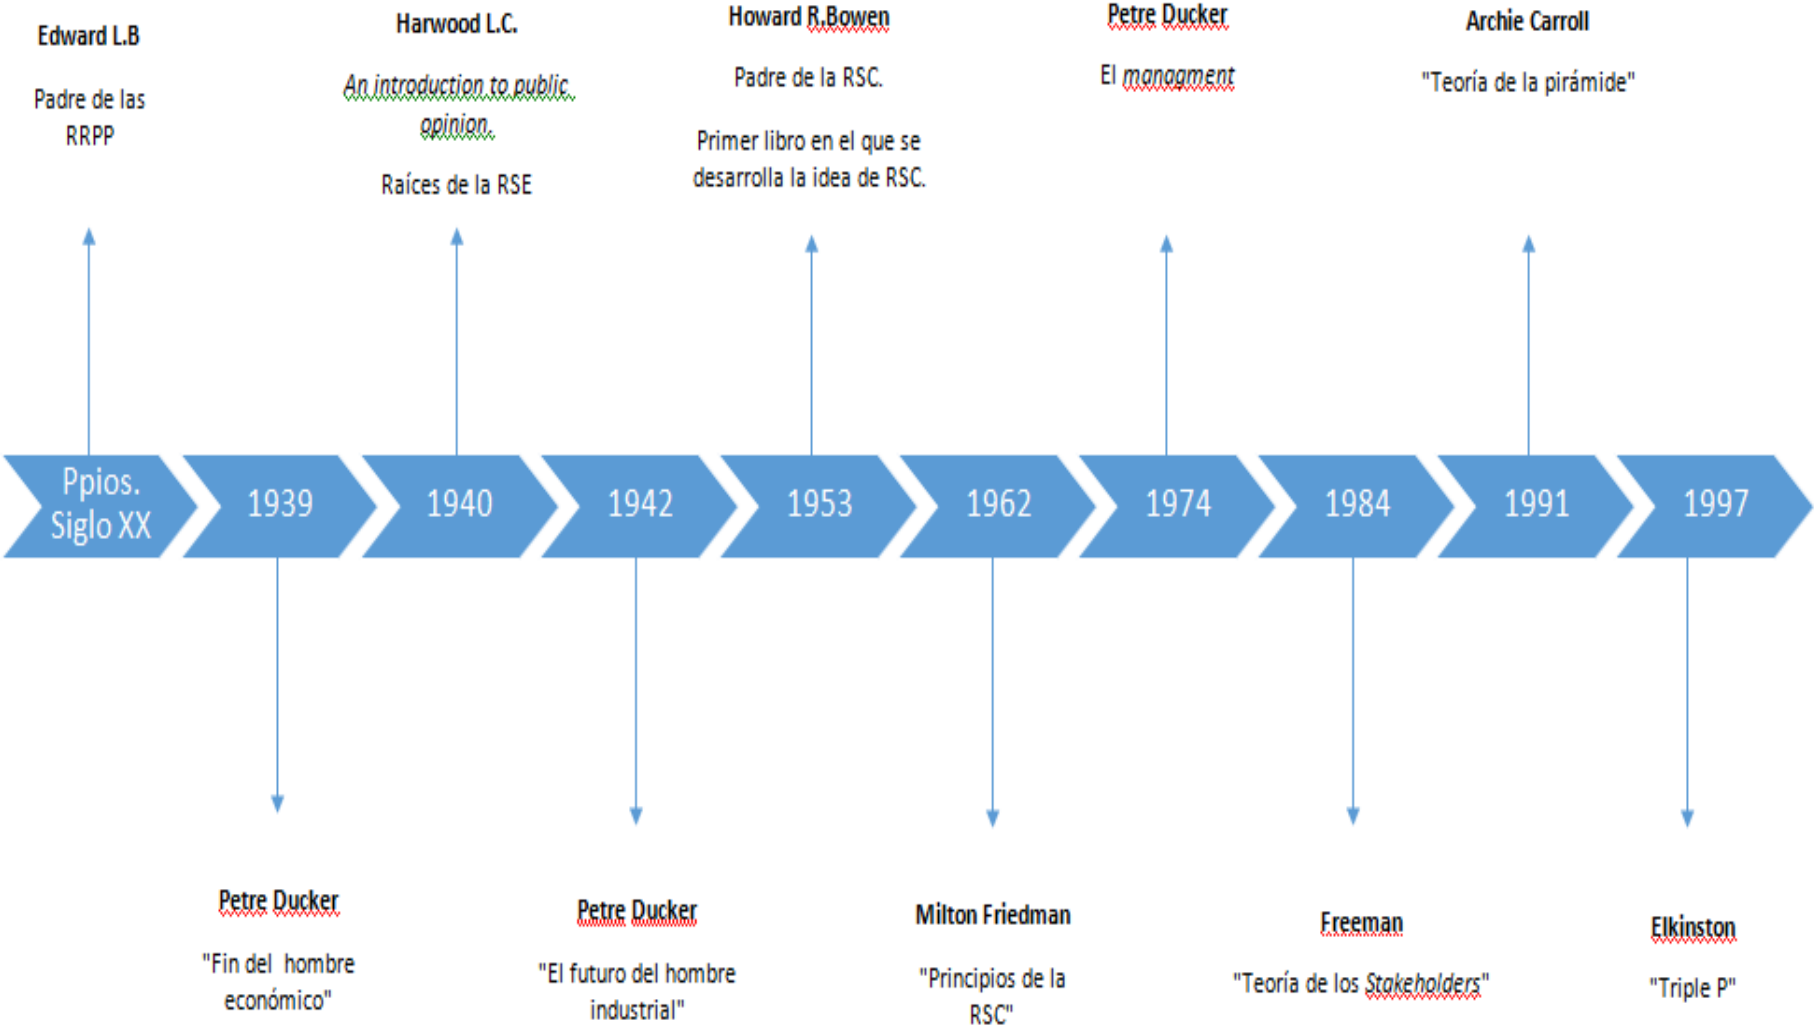 Edward L.B
Padre de las
RRPP
Harwood L.C.
An introduction to public
opinion.
Raíces de la RSE
Howard R.Bowen
Padre de la RSC.
Primer libro en el que se
desarrolla la idea de RSC.
Petre Ducker
El managment
Archie Carroll
"Teoría de la pirámide"
Ppios.
Siglo XX
1939
1940
1942
1953
1962
1974
1984
1991
1997
Petre Ducker
"Fin del hombre
económico"
Petre Ducker
"El futuro del hombre
industrial"
Milton Friedman
"Principios de la
RSC"
Freeman
"Teoría de los Stakeholders"
Elkinston
"Triple P"